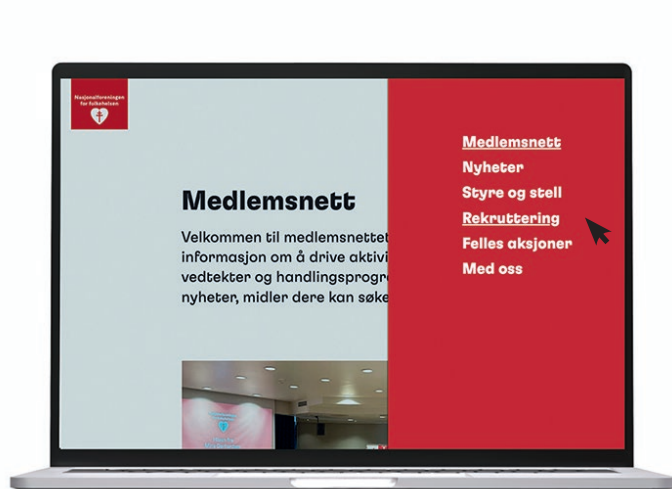 Nasjonalforeningen
for folkehelsen
Medlemsnett
Velkommen til medlemsnettet
informasjon om å drive aktivi
vedtekter og handlingsprogr
nyheter, midler dere kan søke
Medlemsnett
Nyheter
Styre og stell
Rekruttering
Felles aksjoner
Med oss